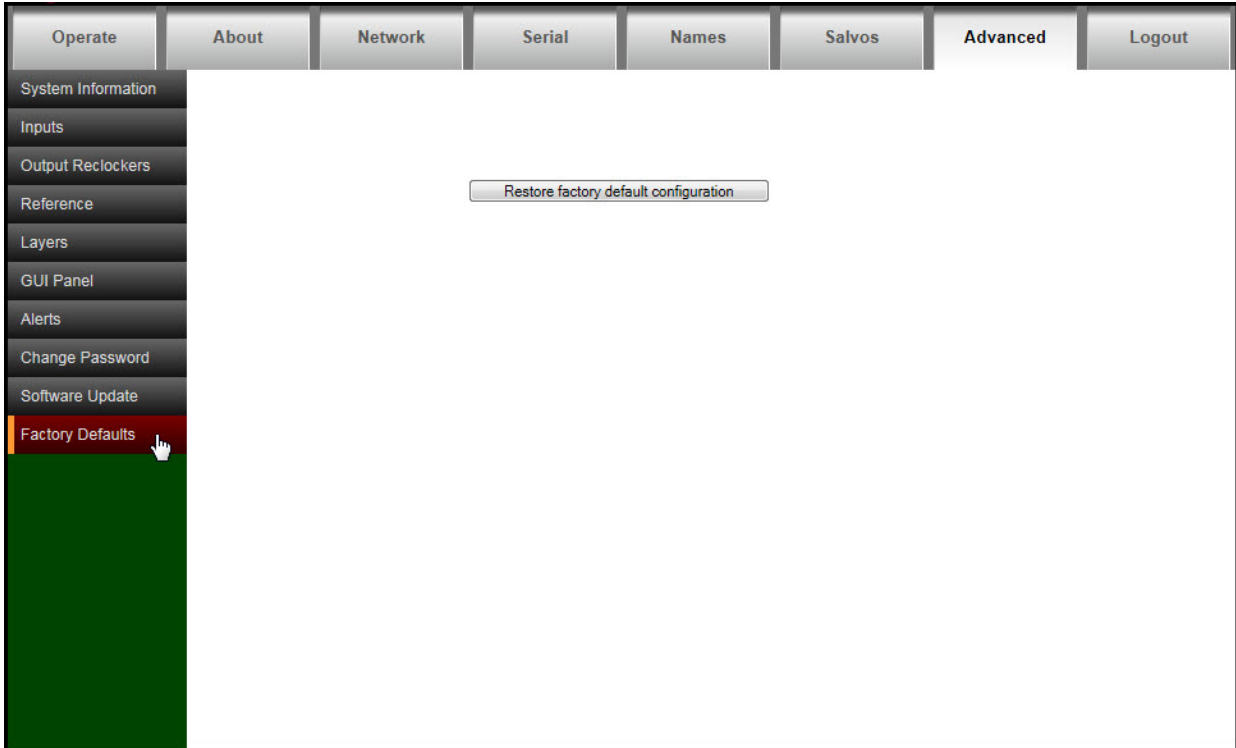 Operate
About
Network
Serial
Names
Salvos
Advanced
Logout
System Information
Inputs
Output Reclockers
Reference
Layers
GUI Panel
Alerts
Change Password
Software Update
Factory Defaults
Restore factory default configuration